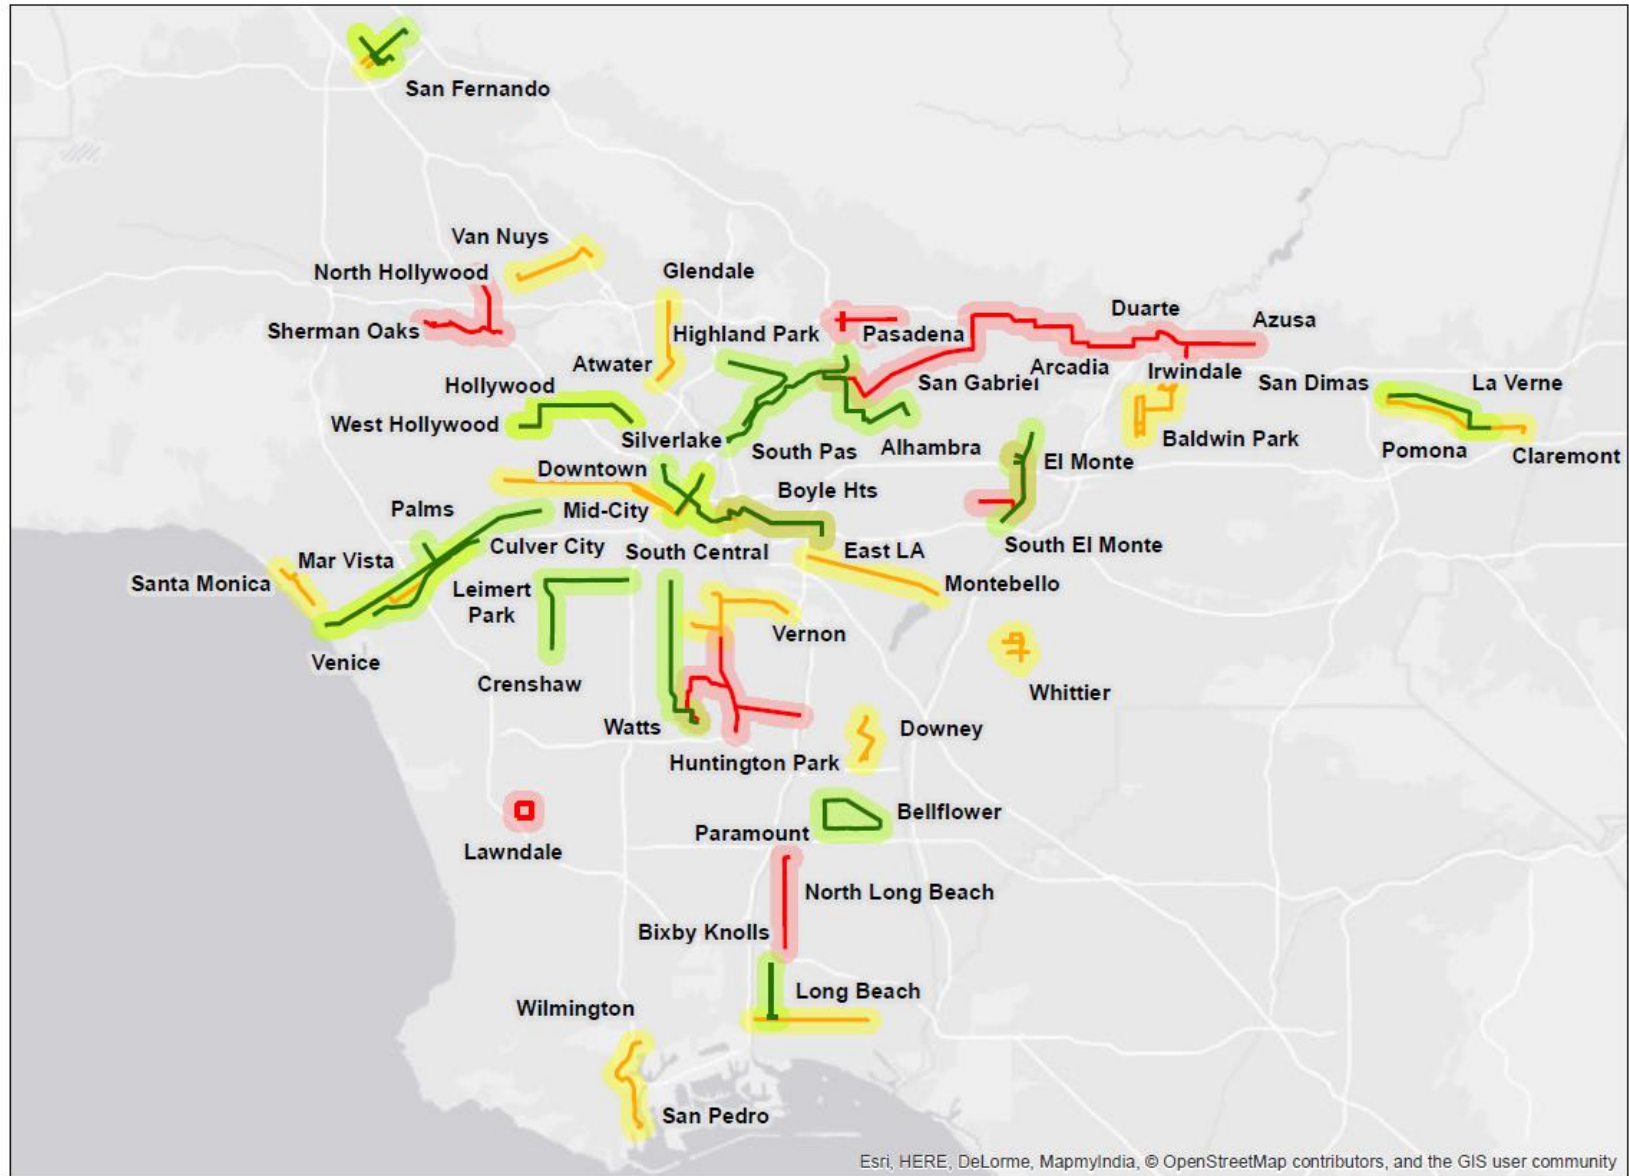 San Fernando
Van Nuys
North Hollywood
Glendale
Sherman Oaks
Highland Park
Pasadena
Duarte
Azusa
Atwater
Hollywood
San Gabriel
Arcadia
Irwindale
San Dimas
La Verne
West Hollywood
Silverlake
South Pas
Alhambra
Baldwin Park
Pomona
Claremont
Downtown
El Monte
Boyle Hts
Palms
Mid-City
Culver City
South Central
East LA
South El Monte
Mar Vista
Santa Monica
Leimert
Park
Montebello
Vernon
Venice
Crenshaw
Whittier
Watts
Downey
Huntington Park
Bellflower
Paramount
Lawndale
North Long Beach
Bixby Knolls
Long Beach
Wilmington
San Pedro
Esri, HERE, DeLorme, MapmyIndia, © OpenStreetMap contributors, and the GIS user community